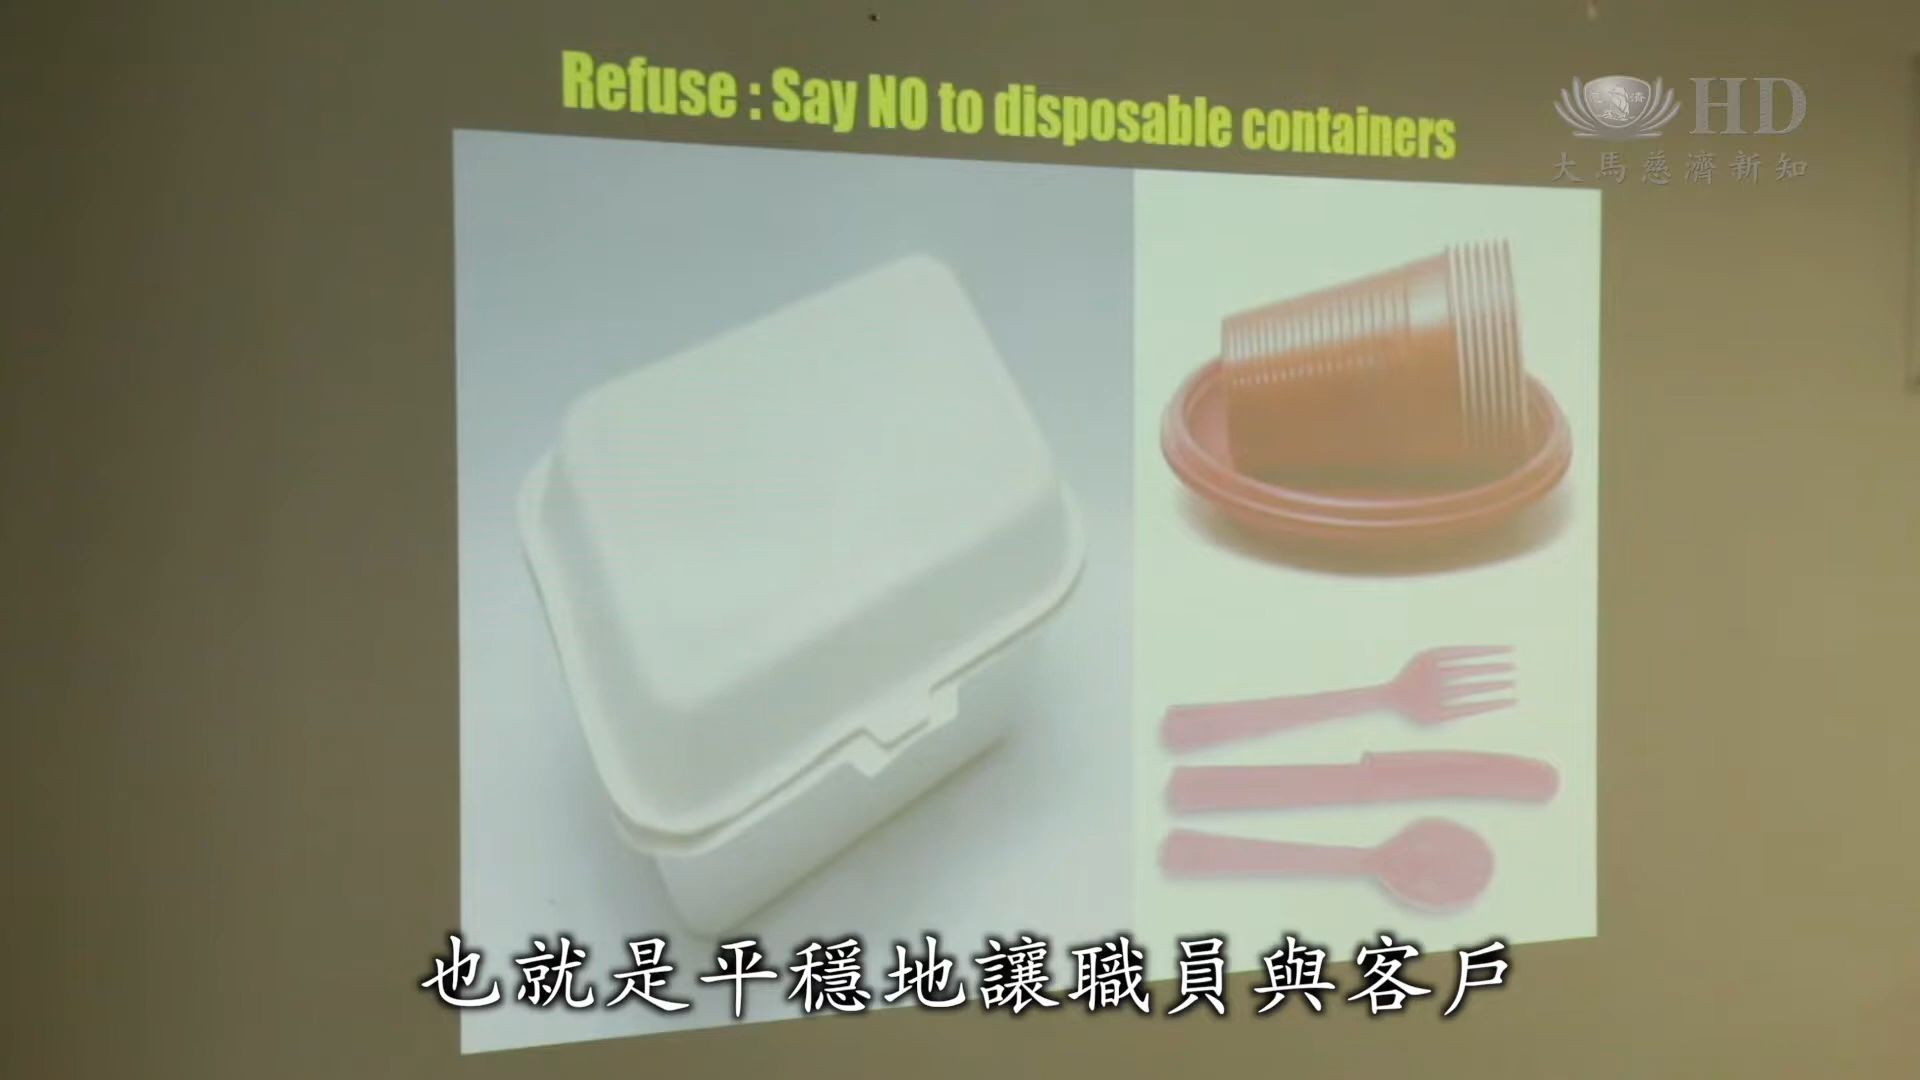 Refuse : Say NO to disposable containers
HD
大馬慈濟新知
也就是平穩地讓職員與客戶